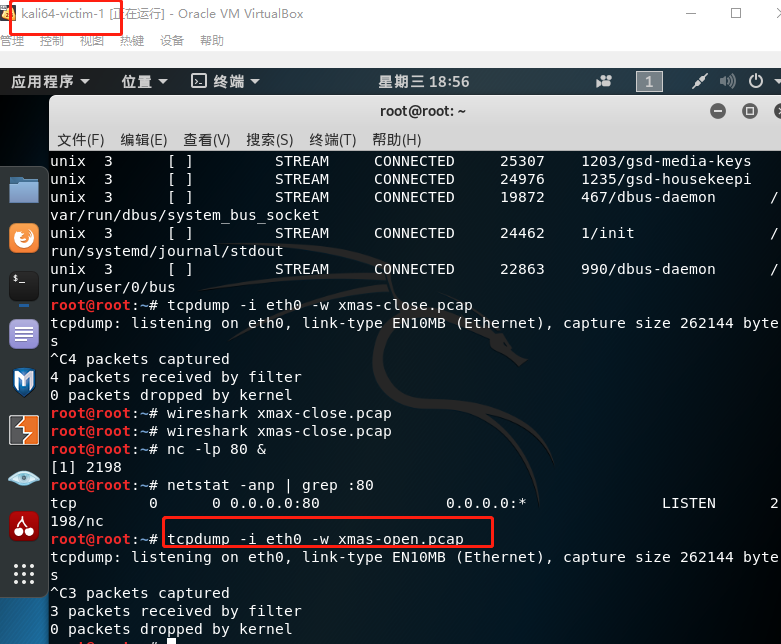 kali64-victim-1 [正在运行] - Oracle VM VirtualBox
管理 控制 视图 热键 设备 帮助
应用程序 位置 终端 星期三 18:56 1
root@root: ~
文件(F) 编辑(E) 查看(V) 搜索(S) 终端(T) 帮助(H)
unix 3 [ ] STREAM CONNECTED 25307 1203/gsd-media-keys
unix 3 [ ] STREAM CONNECTED 24976 1235/gsd-housekeepi
unix 3 [ ] STREAM CONNECTED 19872 467/dbus-daemon /
var/run/dbus/system_bus_socket
unix 3 [ ] STREAM CONNECTED 24462 1/init /
run/systemd/journal/stdout
unix 3 [ ] STREAM CONNECTED 22863 990/dbus-daemon /
run/user/0/bus
root@root:~# tcpdump -i eth0 -w xmas-close.pcap
tcpdump: listening on eth0, link-type EN10MB (Ethernet), capture size 262144 byte
s
^C4 packets captured
4 packets received by filter
0 packets dropped by kernel
root@root:~# wireshark xmax-close.pcap
root@root:~# wireshark xmas-close.pcap
root@root:~# nc -lp 80 &
[1] 2198
root@root:~# netstat -anp | grep :80
tcp 0 0 0.0.0.0:80 0.0.0.0:* LISTEN 2
198/nc
root@root:~# tcpdump -i eth0 -w xmas-open.pcap
tcpdump: listening on eth0, link-type EN10MB (Ethernet), capture size 262144 byte
s
^C3 packets captured
3 packets received by filter
0 packets dropped by kernel
root@root:~#